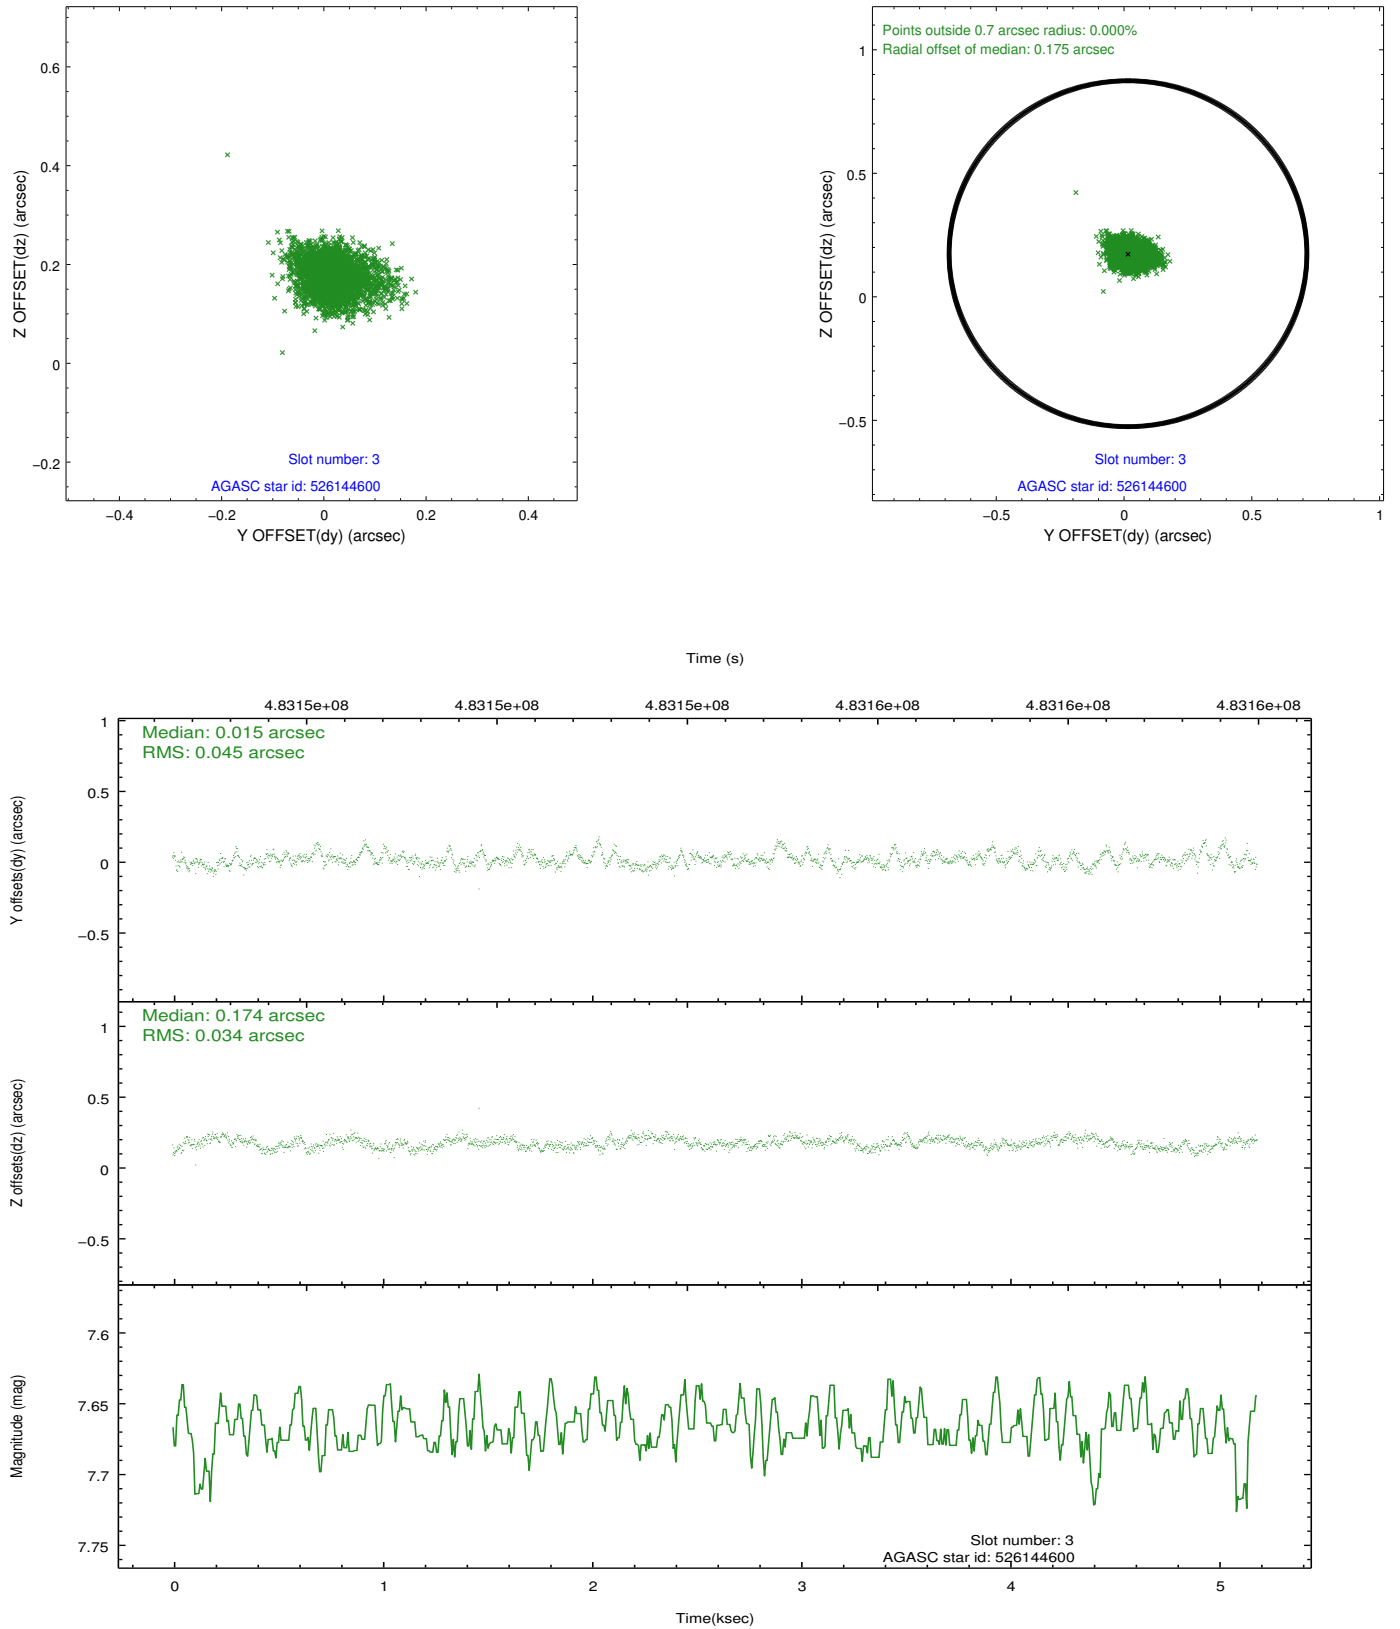 0.6
0.4
0.2
0
−0.2
Z OFFSET(dz) (arcsec)
Slot number: 3
AGASC star id: 526144600
−0.4 −0.2 0 0.2 0.4
Y OFFSET(dy) (arcsec)
Points outside 0.7 arcsec radius: 0.000%
Radial offset of median: 0.175 arcsec
1
0.5
0
−0.5
Z OFFSET(dz) (arcsec)
Slot number: 3
AGASC star id: 526144600
−0.5 0 0.5 1
Y OFFSET(dy) (arcsec)
Time (s)
4.8315e+08 4.8315e+08 4.8315e+08 4.8316e+08 4.8316e+08 4.8316e+08
Median: 0.015 arcsec
RMS: 0.045 arcsec
1
0.5
0
−0.5
Y offsets(dy) (arcsec)
Median: 0.174 arcsec
RMS: 0.034 arcsec
1
0.5
0
−0.5
Z offsets(dz) (arcsec)
7.6
7.65
7.7
7.75
Magnitude (mag)
Slot number: 3
AGASC star id: 526144600
0 1 2 3 4 5
Time(ksec)